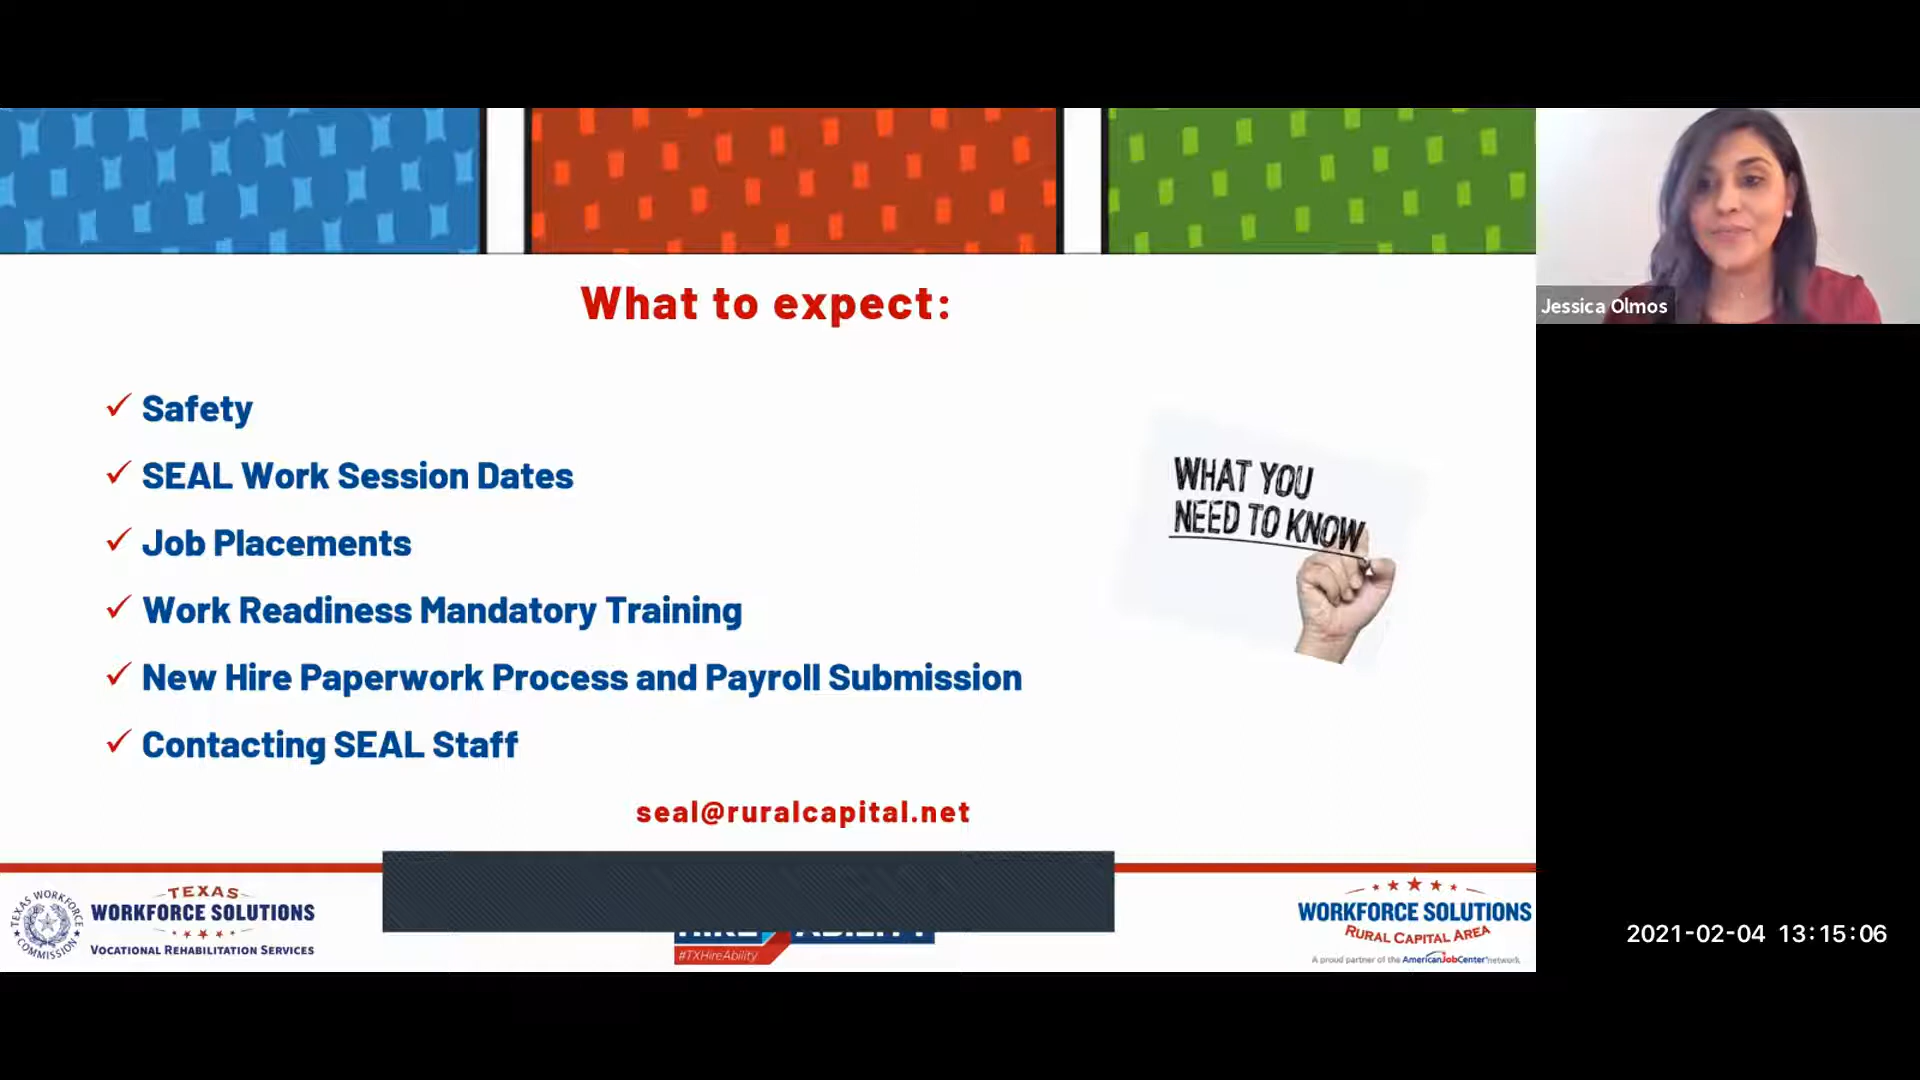 What to expect:
Jessica Olmos
✓ Safety
✓ SEAL Work Session Dates
✓ Job Placements
✓ Work Readiness Mandatory Training
✓ New Hire Paperwork Process and Payroll Submission
✓ Contacting SEAL Staff
WHAT YOU
NEED TO KNOW
seal@ruralcapital.net
TEXAS WORKFORCE COMMISSION
TEXAS
WORKFORCE SOLUTIONS
VOCATIONAL REHABILITATION SERVICES
#TXHireAbility
WORKFORCE SOLUTIONS
RURAL CAPITAL AREA
A proud partner of the AmericanJobCenter network
2021-02-04 13:15:06